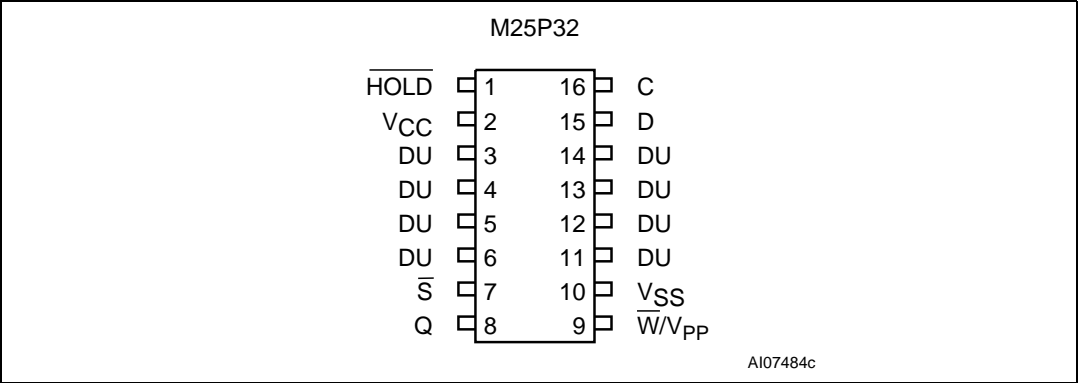 M25P32
HOLD 1 16 C
VCC 2 15 D
DU 3 14 DU
DU 4 13 DU
DU 5 12 DU
DU 6 11 DU
S 7 10 VSS
Q 8 9 W/VPP
AI07484c